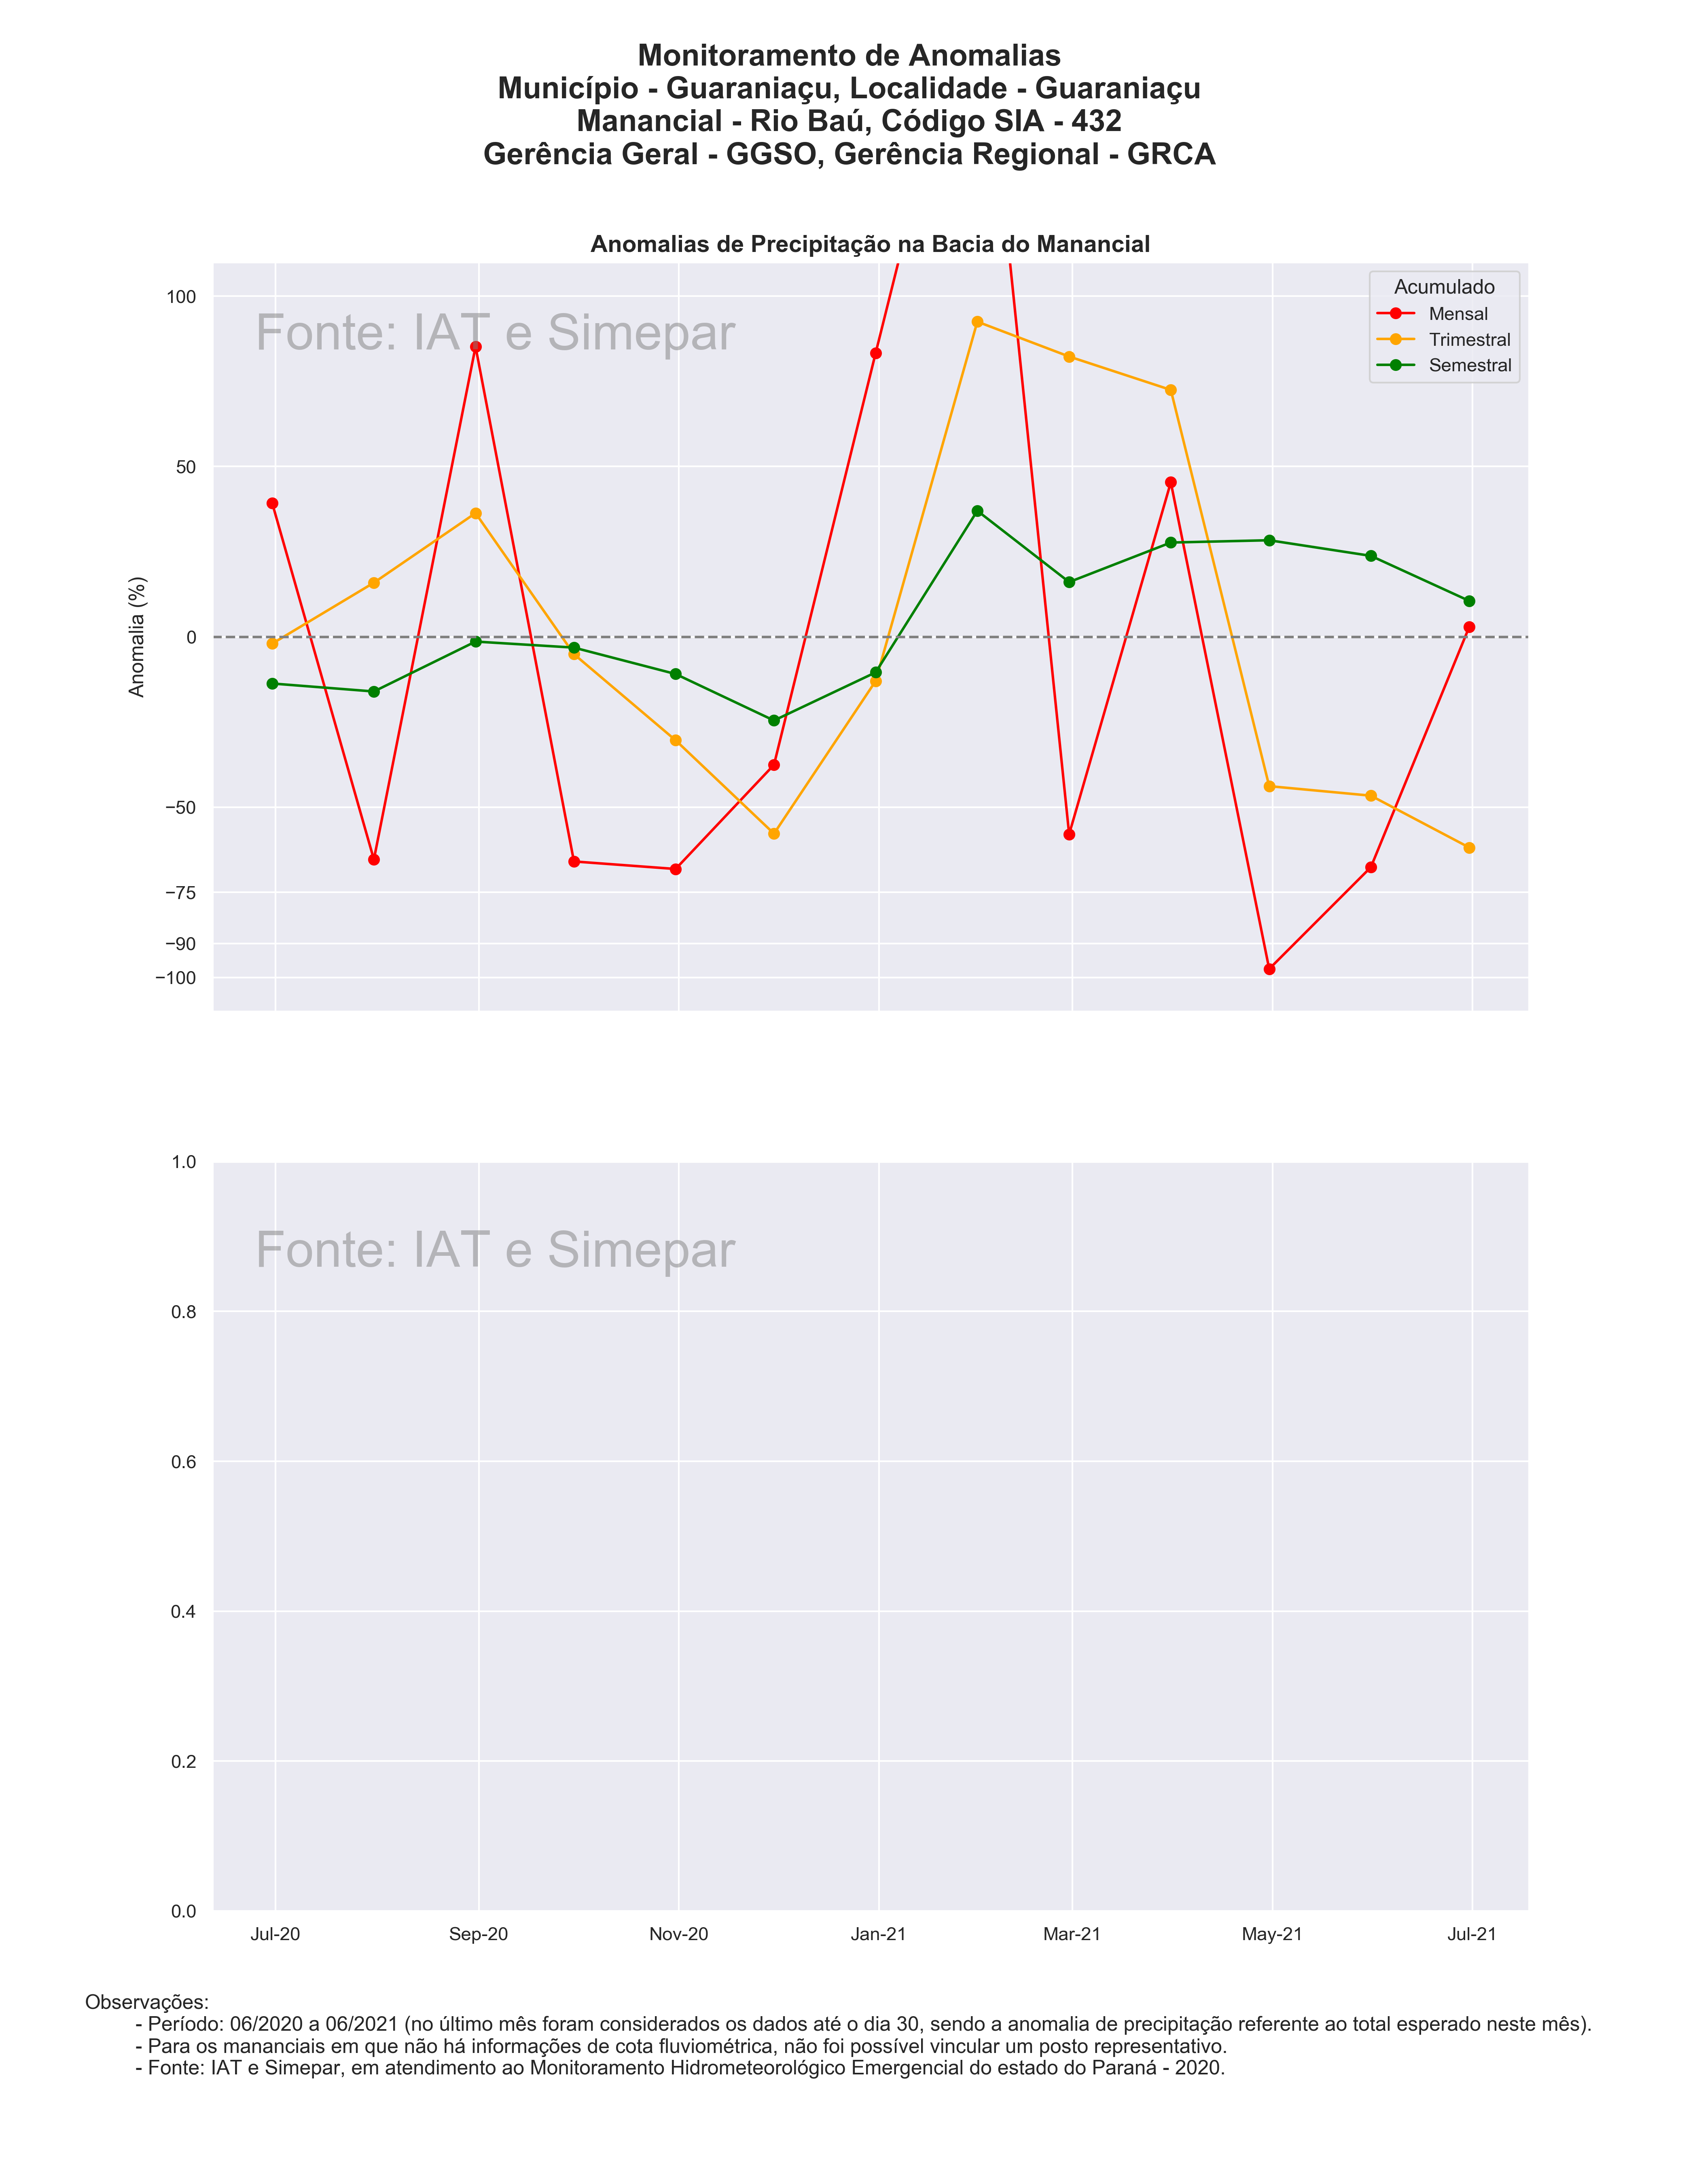 Monitoramento de Anomalias
Município - Guaraniaçu, Localidade - Guaraniaçu
Manancial - Rio Baú, Código SIA - 432
Gerência Geral - GGSO, Gerência Regional - GRCA
Anomalias de Precipitação na Bacia do Manancial
Fonte: IAT e Simepar
Acumulado
Mensal
Trimestral
Semestral
Anomalia (%)
100
50
0
−50
−75
−90
−100
Fonte: IAT e Simepar
1.0
0.8
0.6
0.4
0.2
0.0
Jul-20 Sep-20 Nov-20 Jan-21 Mar-21 May-21 Jul-21
Observações:
- Período: 06/2020 a 06/2021 (no último mês foram considerados os dados até o dia 30, sendo a anomalia de precipitação referente ao total esperado neste mês).
- Para os mananciais em que não há informações de cota fluviométrica, não foi possível vincular um posto representativo.
- Fonte: IAT e Simepar, em atendimento ao Monitoramento Hidrometeorológico Emergencial do estado do Paraná - 2020.